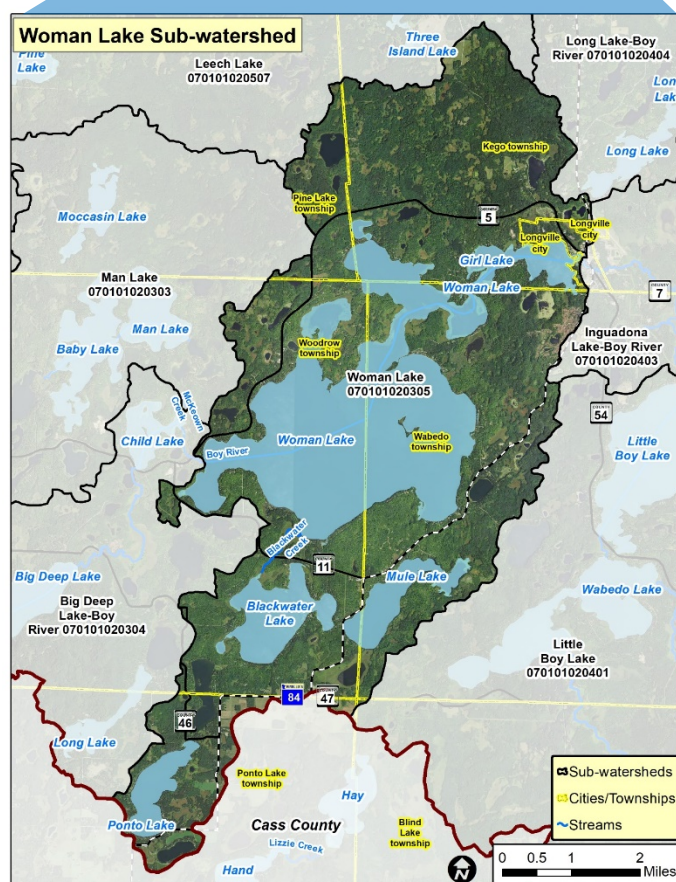 Woman Lake Sub-watershed
Three
Island Lake
Long Lake-Boy
River 070101020404
Pine
Lake
Leech Lake
070101020507
Long
Lake
Kego township
Long Lake
Pine Lake
township
COUNTY
5
Moccasin Lake
Longville
city
Longville
city
Girl Lake
Man Lake
070101020303
Woman Lake
COUNTY
7
Man Lake
Baby Lake
Woodrow
township
Inguadona
Lake-Boy River
070101020403
Woman Lake
070101020305
McKeown
Creek
COUNTY
54
Child Lake
Woman Lake
Wabedo
township
Little
Boy Lake
Boy River
Blackwater
Creek
COUNTY
11
Mule Lake
Big Deep Lake
Wabedo Lake
Big Deep
Lake-Boy
River 070101020304
Blackwater
Lake
Little
Boy Lake
070101020401
84
COUNTY
47
COUNTY
46
Long Lake
Ponto Lake
township
Sub-watersheds
Cities/Townships
Streams
Hay
Ponto Lake
Cass County
Blind
Lake
township
Lizzie Creek
Hand
N
0 0.5 1 2
Miles